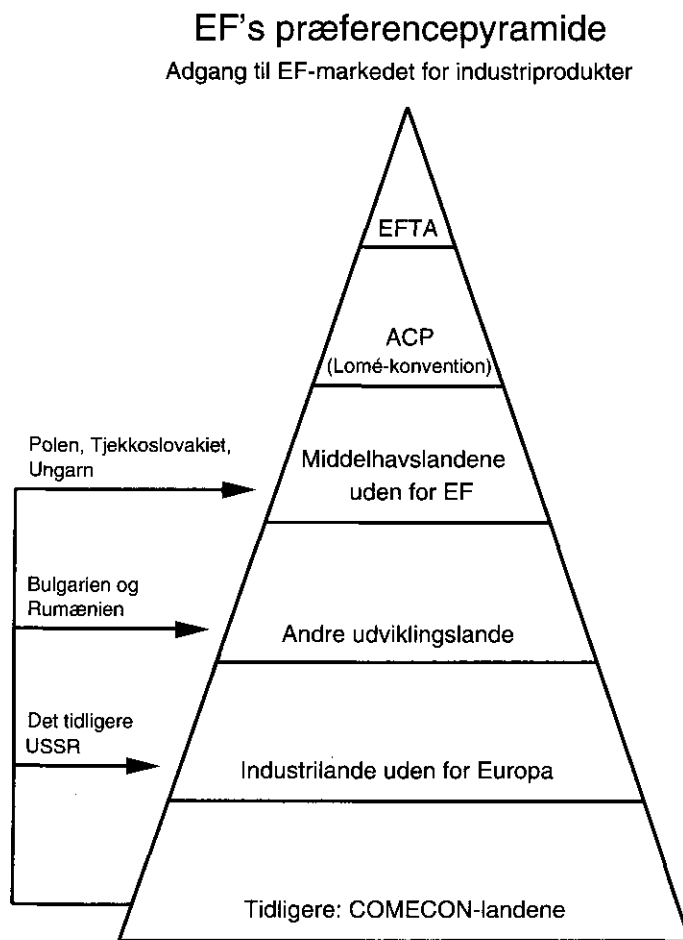 EF's præferencepyramide
Adgang til EF-markedet for industriprodukter
EFTA
ACP
(Lomé-konvention)
Polen, Tjekkoslovakiet,
Ungarn
Middelhavslandene
uden for EF
Bulgarien og
Rumænien
Andre udviklingslande
Det tidligere
USSR
Industrilande uden for Europa
Tidligere: COMECON-landene